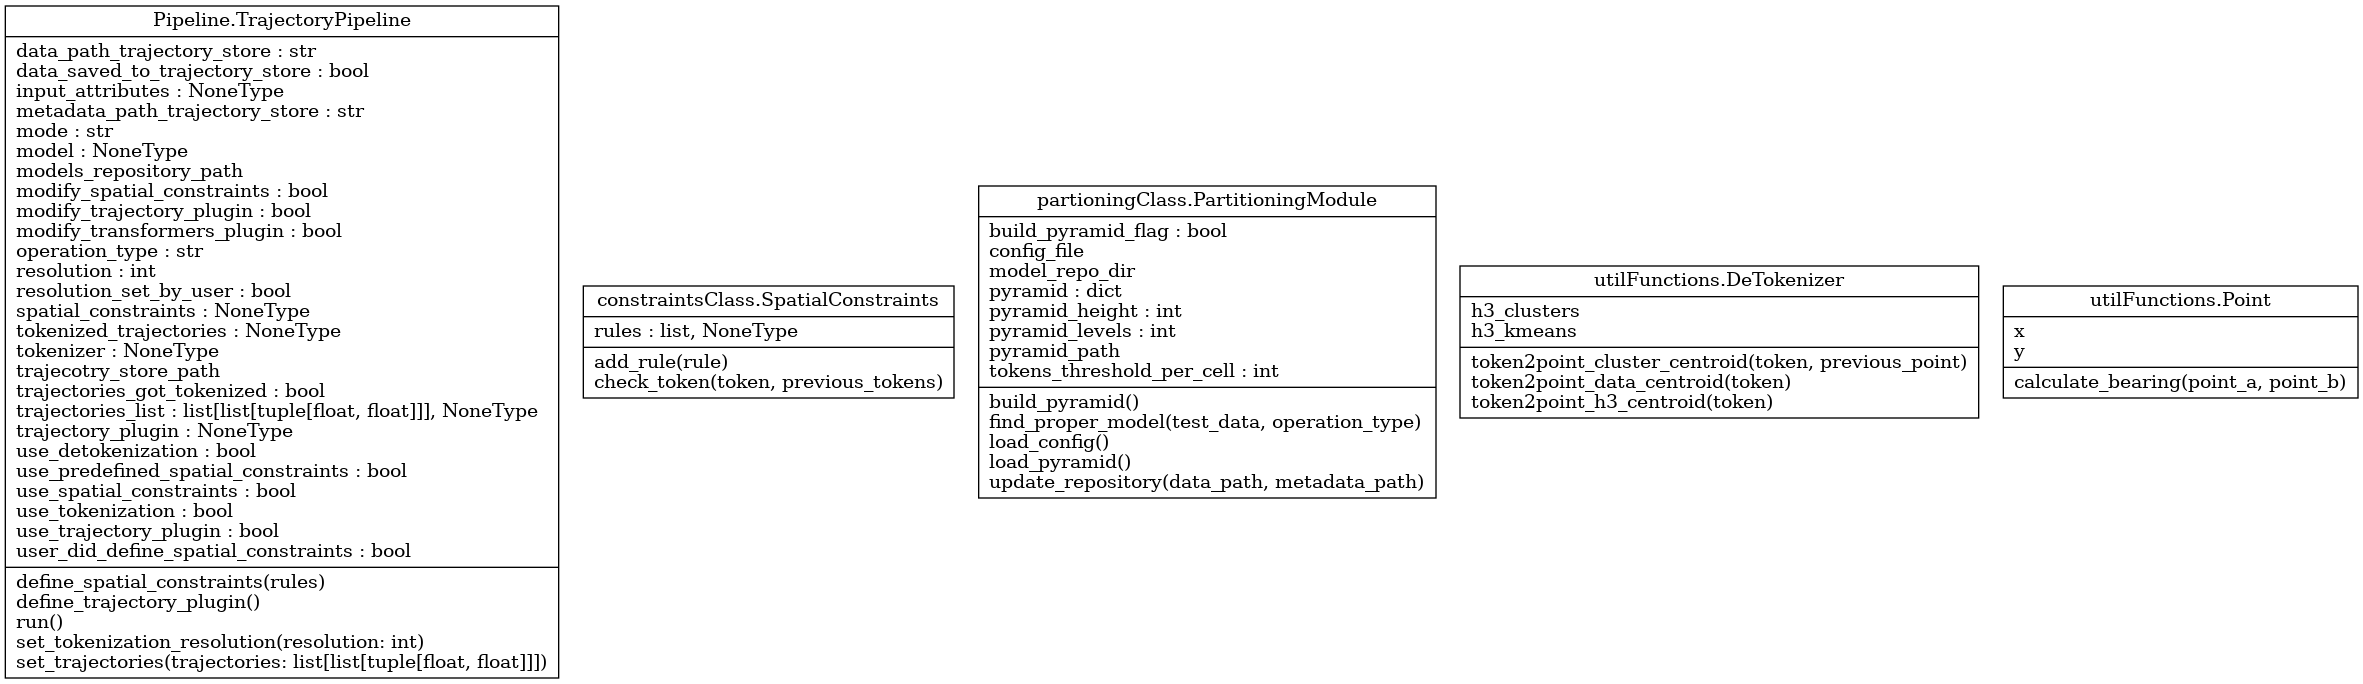 Pipeline.TrajectoryPipeline
data_path_trajectory_store : str
data_saved_to_trajectory_store : bool
input_attributes : NoneType
metadata_path_trajectory_store : str
mode : str
model : NoneType
models_repository_path
modify_spatial_constraints : bool
modify_trajectory_plugin : bool
modify_transformers_plugin : bool
operation_type : str
resolution : int
resolution_set_by_user : bool
spatial_constraints : NoneType
tokenized_trajectories : NoneType
tokenizer : NoneType
trajecotry_store_path
trajectories_got_tokenized : bool
trajectories_list : list[list[tuple[float, float]]], NoneType
trajectory_plugin : NoneType
use_detokenization : bool
use_predefined_spatial_constraints : bool
use_spatial_constraints : bool
use_tokenization : bool
use_trajectory_plugin : bool
user_did_define_spatial_constraints : bool
define_spatial_constraints(rules)
define_trajectory_plugin()
run()
set_tokenization_resolution(resolution: int)
set_trajectories(trajectories: list[list[tuple[float, float]]])
constraintsClass.SpatialConstraints
rules : list, NoneType
add_rule(rule)
check_token(token, previous_tokens)
partioningClass.PartitioningModule
build_pyramid_flag : bool
config_file
model_repo_dir
pyramid : dict
pyramid_height : int
pyramid_levels : int
pyramid_path
tokens_threshold_per_cell : int
build_pyramid()
find_proper_model(test_data, operation_type)
load_config()
load_pyramid()
update_repository(data_path, metadata_path)
utilFunctions.DeTokenizer
h3_clusters
h3_kmeans
token2point_cluster_centroid(token, previous_point)
token2point_data_centroid(token)
token2point_h3_centroid(token)
utilFunctions.Point
x
y
calculate_bearing(point_a, point_b)